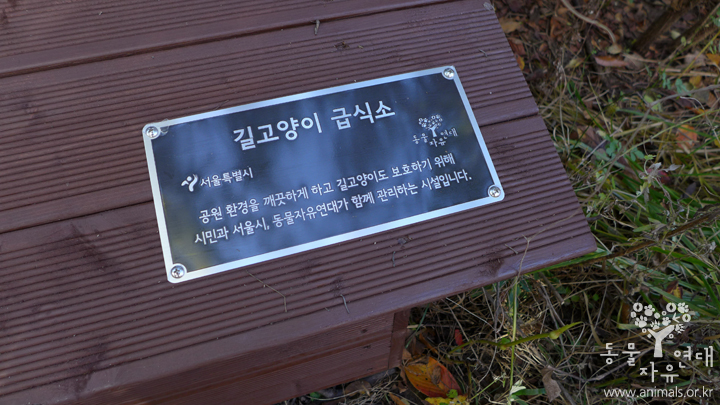 길고양이 급식소
동물
자유연대
서울특별시
공원 환경을 깨끗하게 하고 길고양이도 보호하기 위해
시민과 서울시, 동물자유연대가 함께 관리하는 시설입니다.
동물 연대
자유
www.animals.or.kr